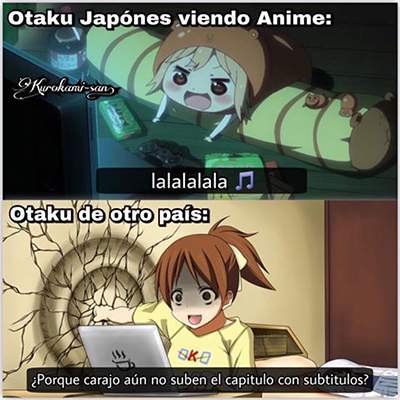 Otaku Japónes viendo Anime:
Kurokami-san
lalalalala 🎵
Otaku de otro país:
¿Porque carajo aún no suben el capitulo con subtitulos?